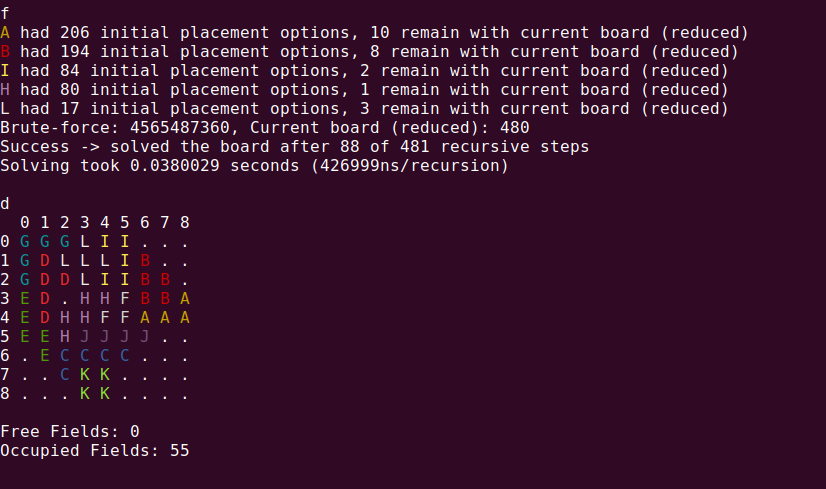 f
A had 206 initial placement options, 10 remain with current board (reduced)
B had 194 initial placement options, 8 remain with current board (reduced)
I had 84 initial placement options, 2 remain with current board (reduced)
H had 80 initial placement options, 1 remain with current board (reduced)
L had 17 initial placement options, 3 remain with current board (reduced)
Brute-force: 4565487360, Current board (reduced): 480
Success -> solved the board after 88 of 481 recursive steps
Solving took 0.0380029 seconds (426999ns/recursion)
d
  0 1 2 3 4 5 6 7 8
0 G G G L I I . . .
1 G D L L L I B . .
2 G D D L I I B B .
3 E D . H H F B B A
4 E D H H F F A A A
5 E E H J J J J . .
6 . E C C C C . . .
7 . . C K K . . . .
8 . . . K K . . . .
Free Fields: 0
Occupied Fields: 55